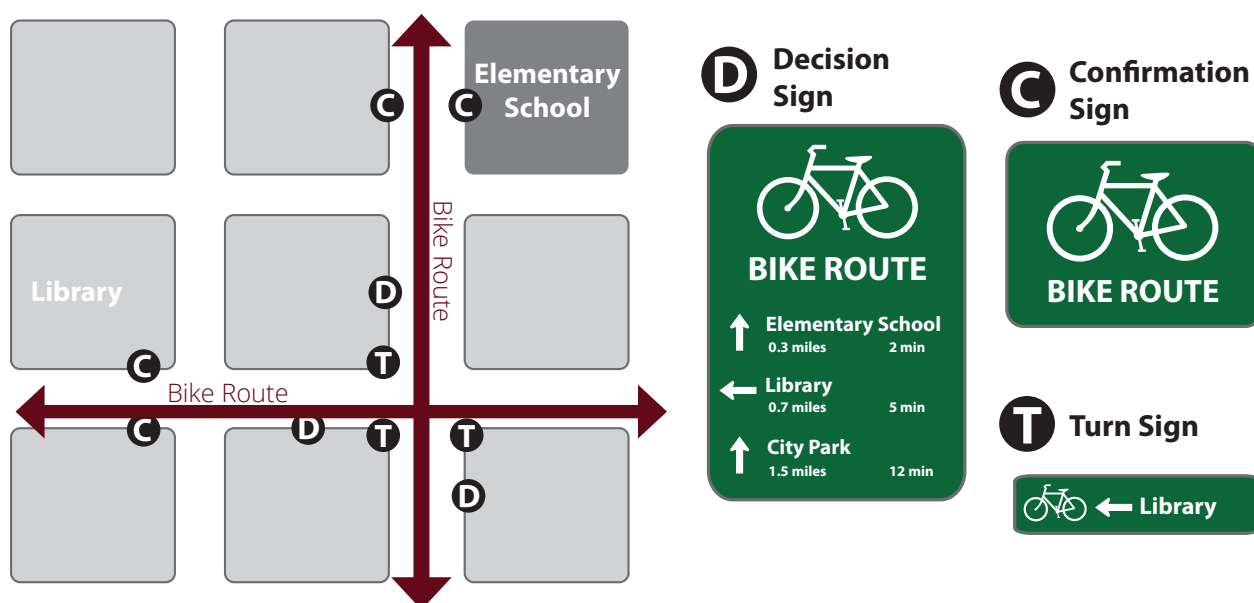 Elementary
School
C
C
Bike Route
Library
D
T
C
Bike Route
C
D
T
T
D
D
Decision
Sign
BIKE ROUTE
Elementary School
0.3 miles 2 min
Library
0.7 miles 5 min
City Park
1.5 miles 12 min
C
Confirmation
Sign
BIKE ROUTE
T
Turn Sign
Library